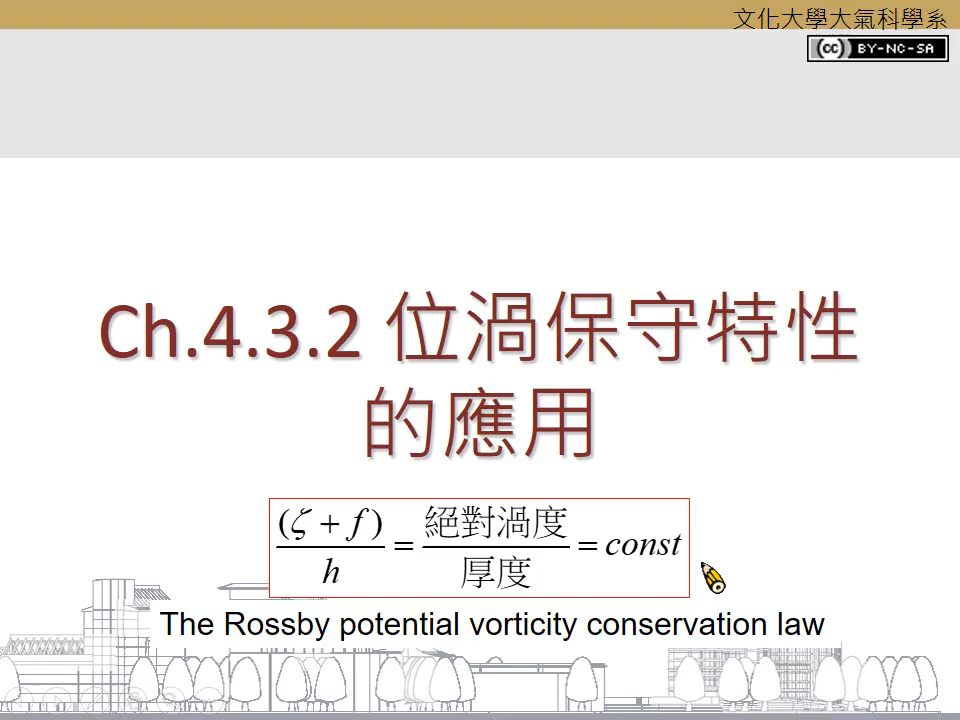 文化大學大氣科學系
(cc) BY-NC-SA
Ch.4.3.2 位渦保守特性
的應用
(ζ + f) / h = 絕對渦度 / 厚度 = const
The Rossby potential vorticity conservation law